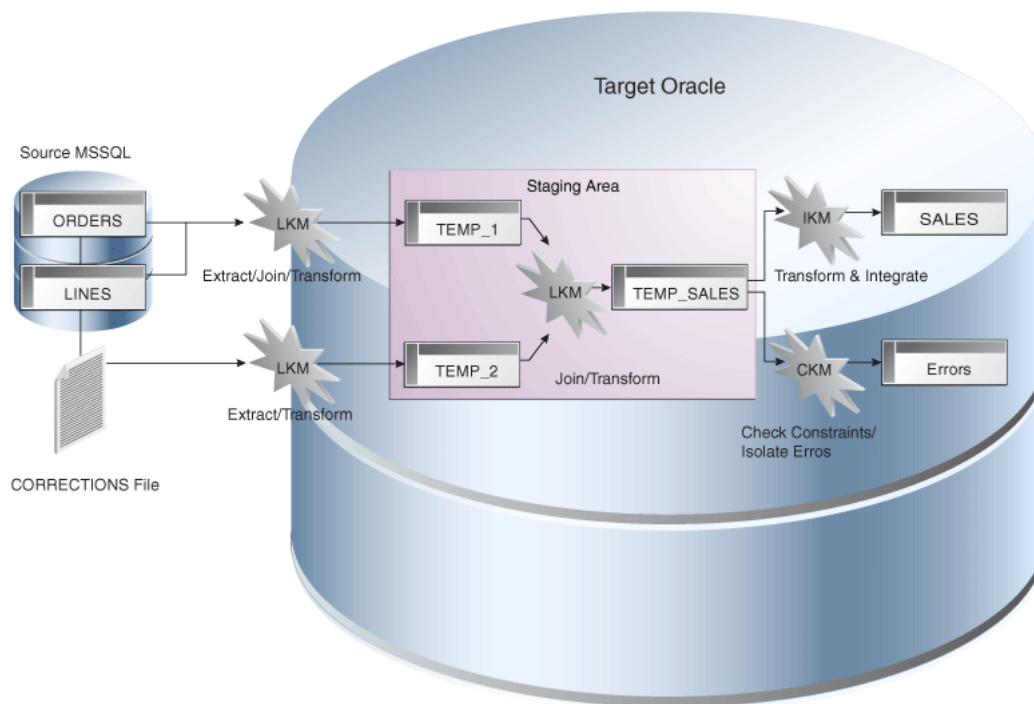 Target Oracle
Source MSSQL
ORDERS
LINES
CORRECTIONS File
LKM
Extract/Join/Transform
LKM
Extract/Transform
Staging Area
TEMP_1
TEMP_2
LKM
Join/Transform
TEMP_SALES
IKM
Transform & Integrate
SALES
CKM
Check Constraints/
Isolate Erros
Errors